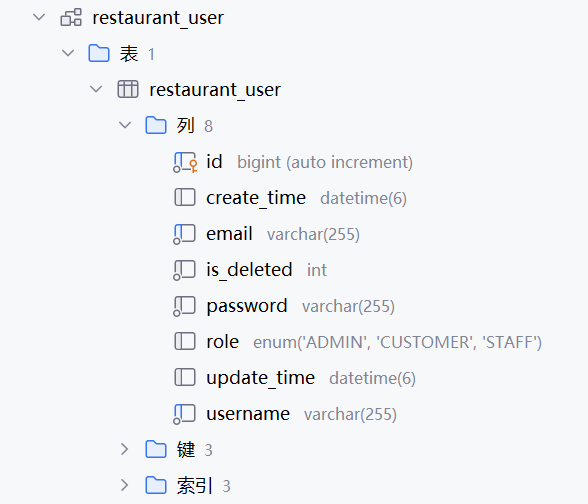 restaurant_user
表 1
restaurant_user
列 8
id bigint (auto increment)
create_time datetime(6)
email varchar(255)
is_deleted int
password varchar(255)
role enum('ADMIN', 'CUSTOMER', 'STAFF')
update_time datetime(6)
username varchar(255)
键 3
索引 3